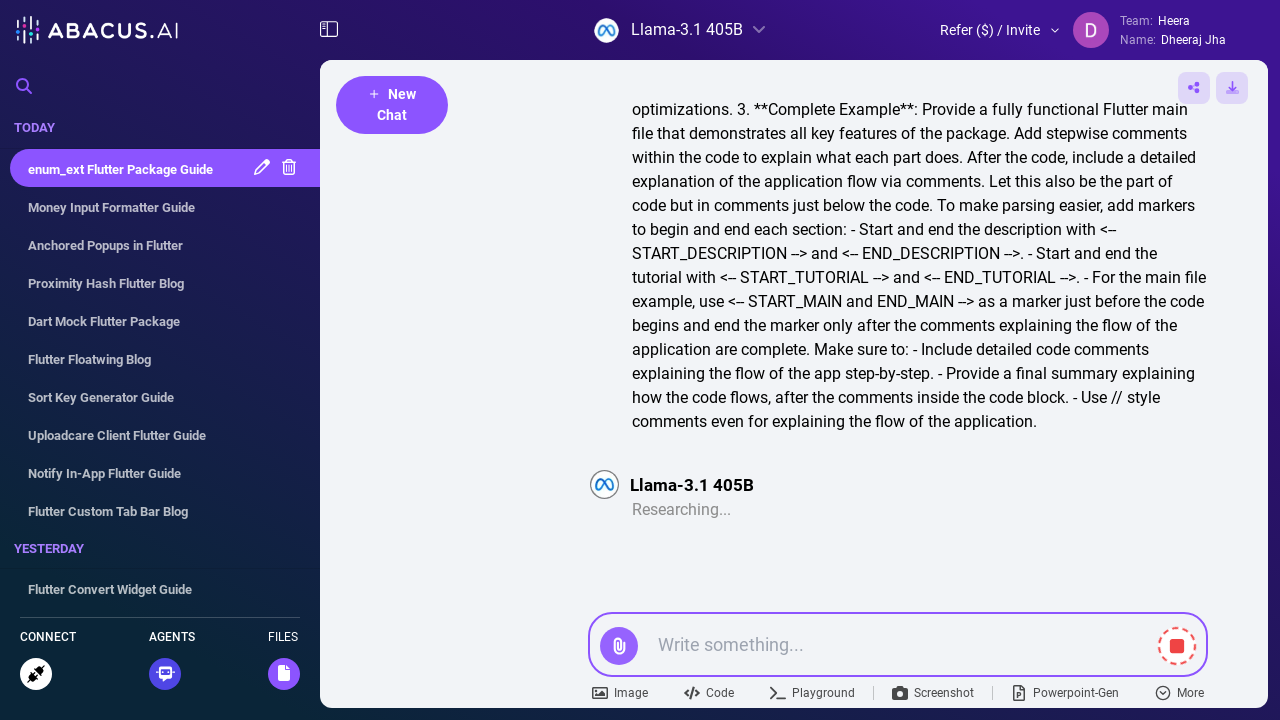 ABACUS.AI
Llama-3.1 405B
Refer ($) / Invite
D
Team: Heera
Name: Dheeraj Jha
TODAY
enum_ext Flutter Package Guide
Money Input Formatter Guide
Anchored Popups in Flutter
Proximity Hash Flutter Blog
Dart Mock Flutter Package
Flutter Floatwing Blog
Sort Key Generator Guide
Uploadcare Client Flutter Guide
Notify In-App Flutter Guide
Flutter Custom Tab Bar Blog
YESTERDAY
Flutter Convert Widget Guide
CONNECT
AGENTS
FILES
+ New
Chat
optimizations. 3. **Complete Example**: Provide a fully functional Flutter main
file that demonstrates all key features of the package. Add stepwise comments
within the code to explain what each part does. After the code, include a detailed
explanation of the application flow via comments. Let this also be the part of
code but in comments just below the code. To make parsing easier, add markers
to begin and end each section: - Start and end the description with <--
START_DESCRIPTION --> and <-- END_DESCRIPTION -->. - Start and end the
tutorial with <-- START_TUTORIAL --> and <-- END_TUTORIAL -->. - For the main file
example, use <-- START_MAIN and END_MAIN --> as a marker just before the code
begins and end the marker only after the comments explaining the flow of the
application are complete. Make sure to: - Include detailed code comments
explaining the flow of the app step-by-step. - Provide a final summary explaining
how the code flows, after the comments inside the code block. - Use // style
comments even for explaining the flow of the application.
Llama-3.1 405B
Researching...
Write something...
Image
Code
Playground
Screenshot
Powerpoint-Gen
More